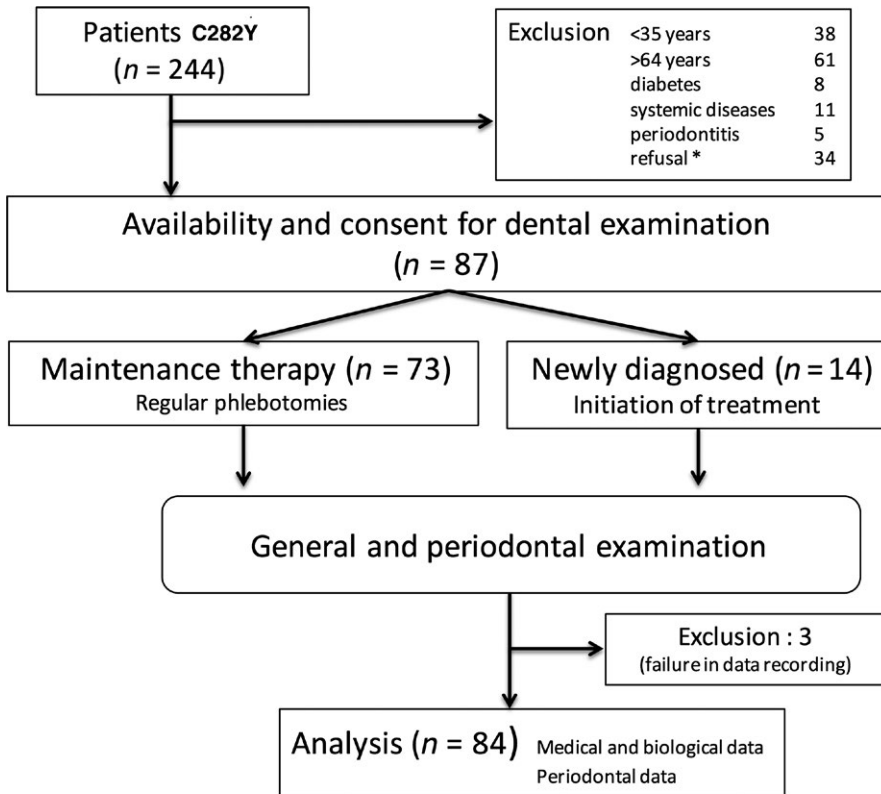 Patients C282Y
(n = 244)
Exclusion <35 years 38
>64 years 61
diabetes 8
systemic diseases 11
periodontitis 5
refusal * 34
Availability and consent for dental examination
(n = 87)
Maintenance therapy (n = 73)
Regular phlebotomies
Newly diagnosed (n = 14)
Initiation of treatment
General and periodontal examination
Exclusion : 3
(failure in data recording)
Analysis (n = 84) Medical and biological data
Periodontal data